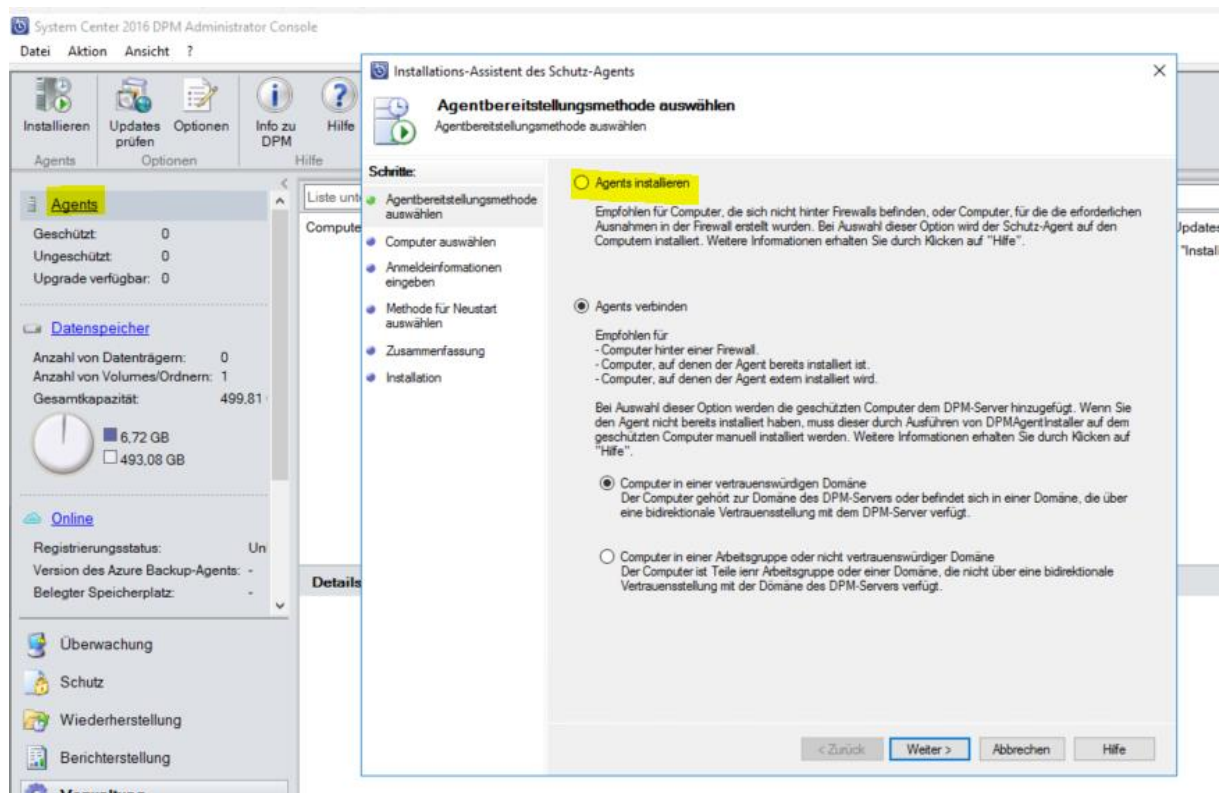 System Center 2016 DPM Administrator Console
Datei Aktion Ansicht ?
Installieren
Updates prüfen
Optionen
Info zu DPM
Hilfe
Agents
Optionen
Hilfe
Agents
Geschützt: 0
Ungeschützt: 0
Upgrade verfügbar: 0
Datenspeicher
Anzahl von Datenträgern: 0
Anzahl von Volumes/Ordnern: 1
Gesamtkapazität: 499,81
6,72 GB
493,08 GB
Online
Registrierungsstatus: Un
Version des Azure Backup-Agents: -
Belegter Speicherplatz: -
Überwachung
Schutz
Wiederherstellung
Berichterstellung
Verwaltung
Liste unt
Compute
Details
Updates
"Install
Installations-Assistent des Schutz-Agents
Agentbereitstellungsmethode auswählen
Agentbereitstellungsmethode auswählen
Schritte:
Agentbereitstellungsmethode
auswählen
Computer auswählen
Anmeldeinformationen
eingeben
Methode für Neustart
auswählen
Zusammenfassung
Installation
Agents installieren
Empfohlen für Computer, die sich nicht hinter Firewalls befinden, oder Computer, für die die erforderlichen
Ausnahmen in der Firewall erstellt wurden. Bei Auswahl dieser Option wird der Schutz-Agent auf den
Computern installiert. Weitere Informationen erhalten Sie durch Klicken auf "Hilfe".
Agents verbinden
Empfohlen für
- Computer hinter einer Firewall.
- Computer, auf denen der Agent bereits installiert ist.
- Computer, auf denen der Agent extern installiert wird.
Bei Auswahl dieser Option werden die geschützten Computer dem DPM-Server hinzugefügt. Wenn Sie
den Agent nicht bereits installiert haben, muss dieser durch Ausführen von DPMAgentInstaller auf dem
geschützten Computer manuell installiert werden. Weitere Informationen erhalten Sie durch Klicken auf
"Hilfe".
Computer in einer vertrauenswürdigen Domäne
Der Computer gehört zur Domäne des DPM-Servers oder befindet sich in einer Domäne, die über
eine bidirektionale Vertrauensstellung mit dem DPM-Server verfügt.
Computer in einer Arbeitsgruppe oder nicht vertrauenswürdiger Domäne
Der Computer ist Teile ienr Arbeitsgruppe oder einer Domäne, die nicht über eine bidirektionale
Vertrauensstellung mit der Dömäne des DPM-Servers verfügt.
< Zurück
Weiter >
Abbrechen
Hilfe